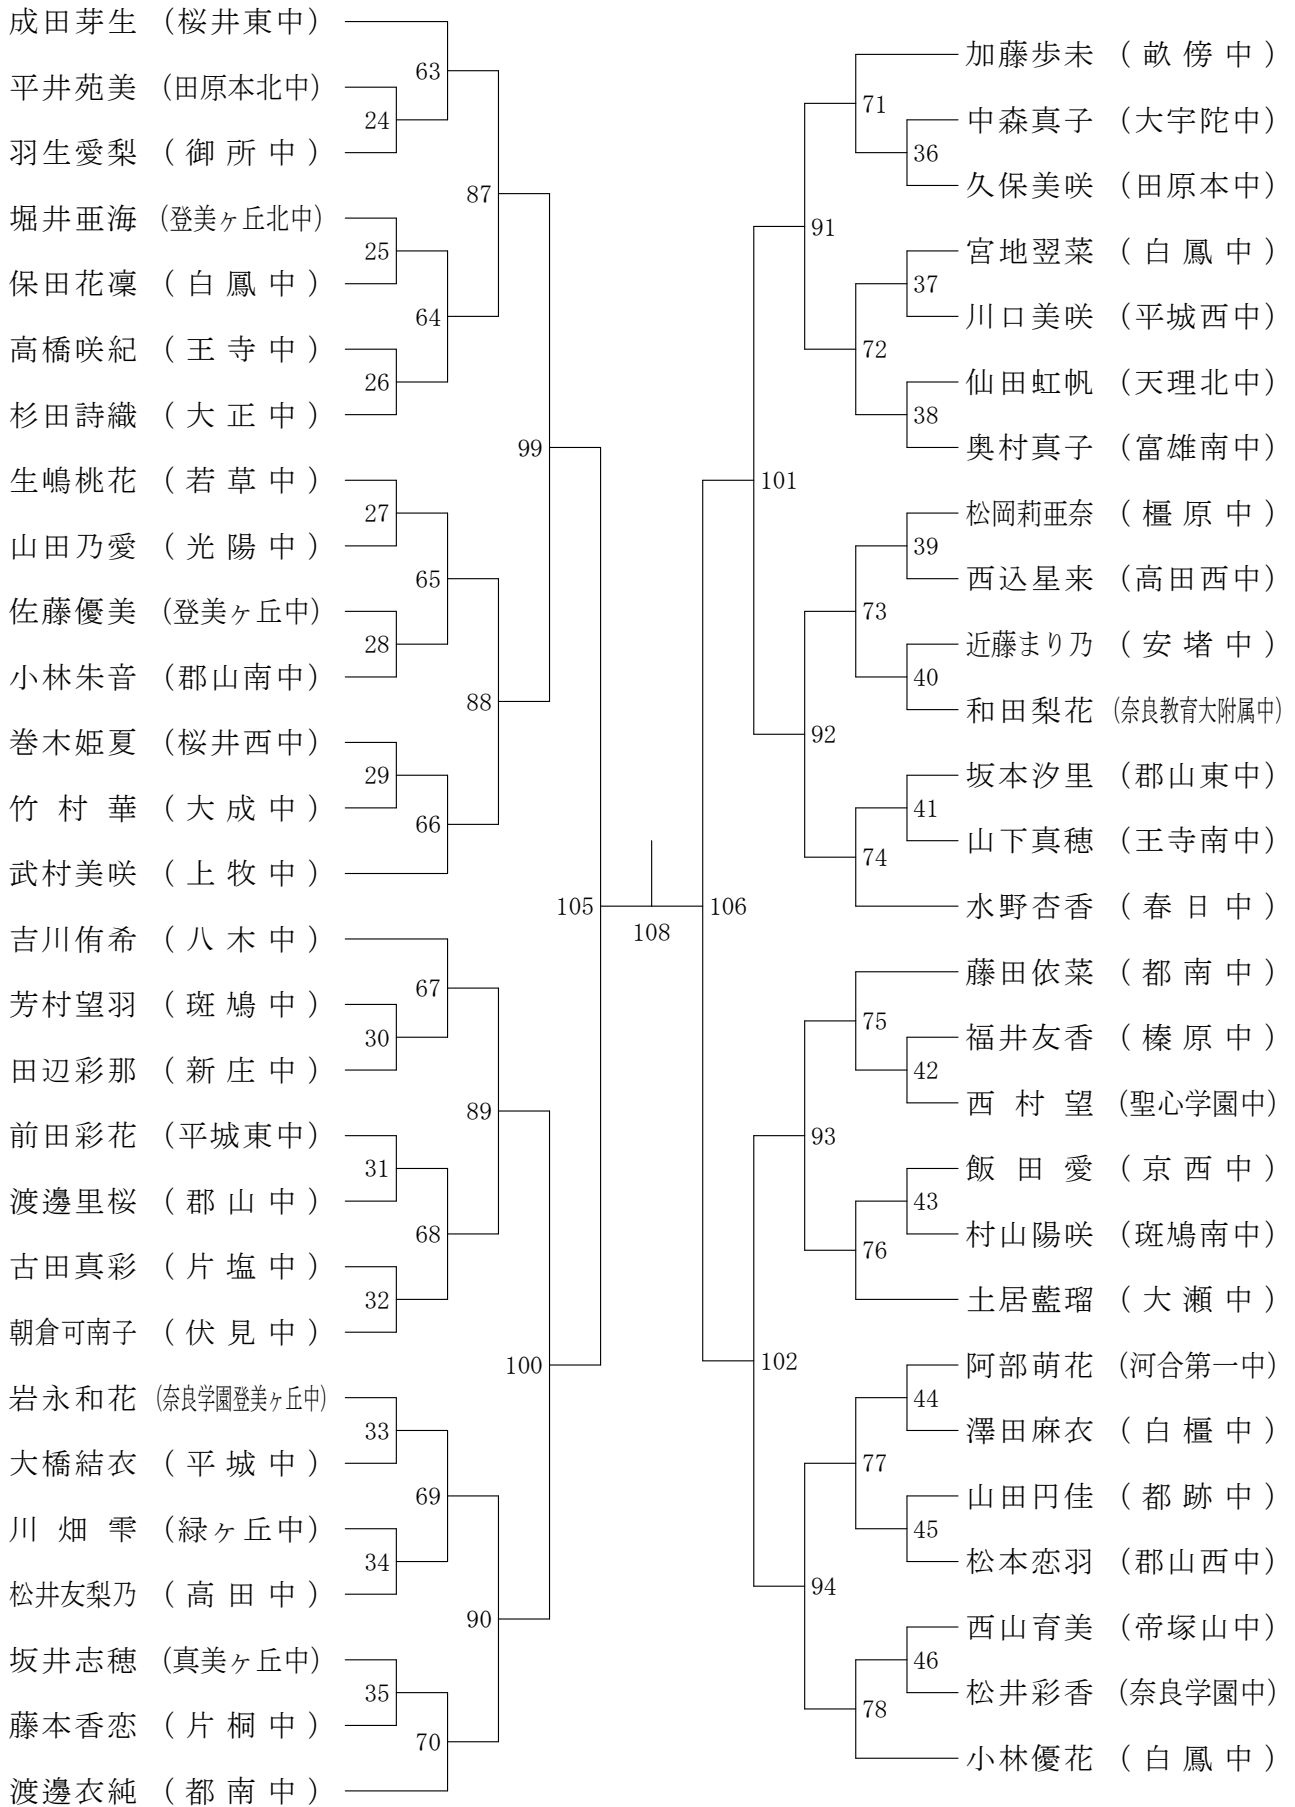 成田芽生 (桜井東中)
平井苑美 (田原本北中)
羽生愛梨 (御所中)
堀井亜海 (登美ヶ丘北中)
保田花凜 (白鳳中)
高橋咲紀 (王寺中)
杉田詩織 (大正中)
生嶋桃花 (若草中)
山田乃愛 (光陽中)
佐藤優美 (登美ヶ丘中)
小林朱音 (郡山南中)
巻木姫夏 (桜井西中)
竹村華 (大成中)
武村美咲 (上牧中)
吉川侑希 (八木中)
芳村望羽 (斑鳩中)
田辺彩那 (新庄中)
前田彩花 (平城東中)
渡邊里桜 (郡山中)
古田真彩 (片塩中)
朝倉可南子 (伏見中)
岩永和花 (奈良学園登美ヶ丘中)
大橋結衣 (平城中)
川畑雫 (緑ヶ丘中)
松井友梨乃 (高田中)
坂井志穂 (真美ヶ丘中)
藤本香恋 (片桐中)
渡邊衣純 (都南中)
24
25
26
27
28
29
30
31
32
33
34
35
63
64
65
66
67
68
69
70
87
88
89
90
99
100
105
108
106
101
102
91
92
93
94
71
72
73
74
75
76
77
78
36
37
38
39
40
41
42
43
44
45
46
加藤歩未 (畝傍中)
中森真子 (大宇陀中)
久保美咲 (田原本中)
宮地翌菜 (白鳳中)
川口美咲 (平城西中)
仙田虹帆 (天理北中)
奥村真子 (富雄南中)
松岡莉亜奈 (橿原中)
西込星来 (高田西中)
近藤まり乃 (安堵中)
和田梨花 (奈良教育大附属中)
坂本汐里 (郡山東中)
山下真穂 (王寺南中)
水野杏香 (春日中)
藤田依菜 (都南中)
福井友香 (榛原中)
西村望 (聖心学園中)
飯田愛 (京西中)
村山陽咲 (斑鳩南中)
土居藍瑠 (大瀬中)
阿部萌花 (河合第一中)
澤田麻衣 (白橿中)
山田円佳 (都跡中)
松本恋羽 (郡山西中)
西山育美 (帝塚山中)
松井彩香 (奈良学園中)
小林優花 (白鳳中)